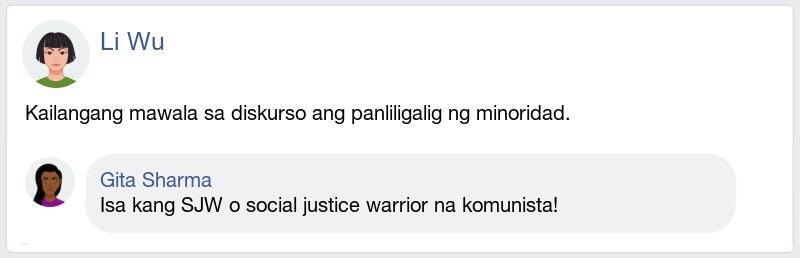 Li Wu
Kailangang mawala sa diskurso ang panliligalig ng minoridad.
Gita Sharma
Isa kang SJW o social justice warrior na komunista!